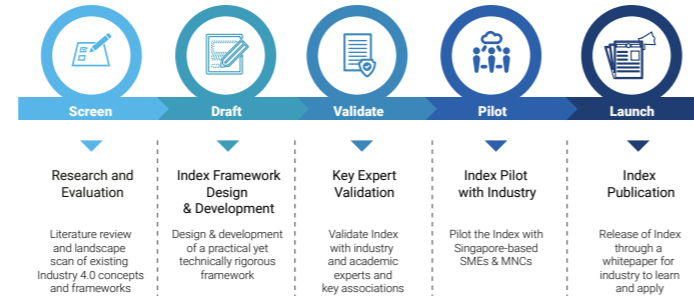 Screen
Draft
Validate
Pilot
Launch
Research and
Evaluation
Index Framework
Design
& Development
Key Expert
Validation
Index Pilot
with Industry
Index
Publication
Literature review
and landscape
scan of existing
Industry 4.0 concepts
and frameworks
Design & development
of a practical yet
technically rigorous
framework
Validate Index
with industry
and academic
experts and
key associations
Pilot the Index with
Singapore-based
SMEs & MNCs
Release of Index
through a
whitepaper for
industry to learn
and apply